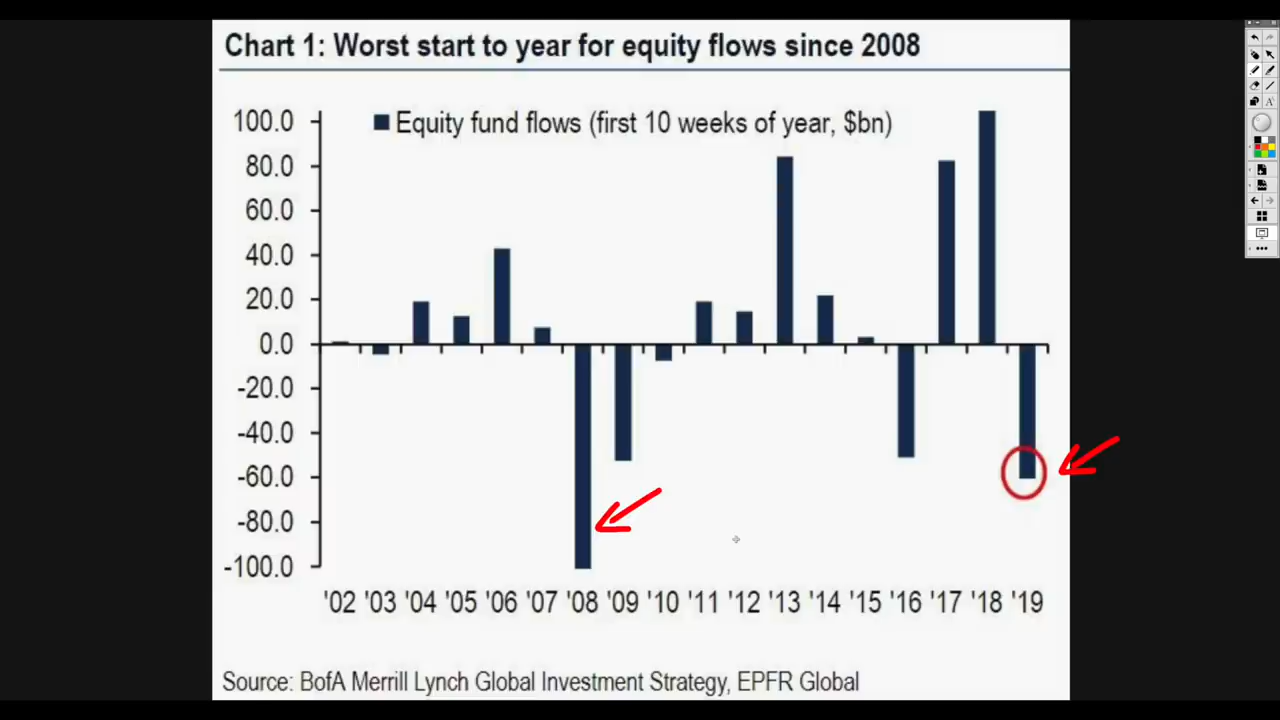 Chart 1: Worst start to year for equity flows since 2008
Equity fund flows (first 10 weeks of year, $bn)
100.0
80.0
60.0
40.0
20.0
0.0
-20.0
-40.0
-60.0
-80.0
-100.0
'02 '03 '04 '05 '06 '07 '08 '09 '10 '11 '12 '13 '14 '15 '16 '17 '18 '19
Source: BofA Merrill Lynch Global Investment Strategy, EPFR Global